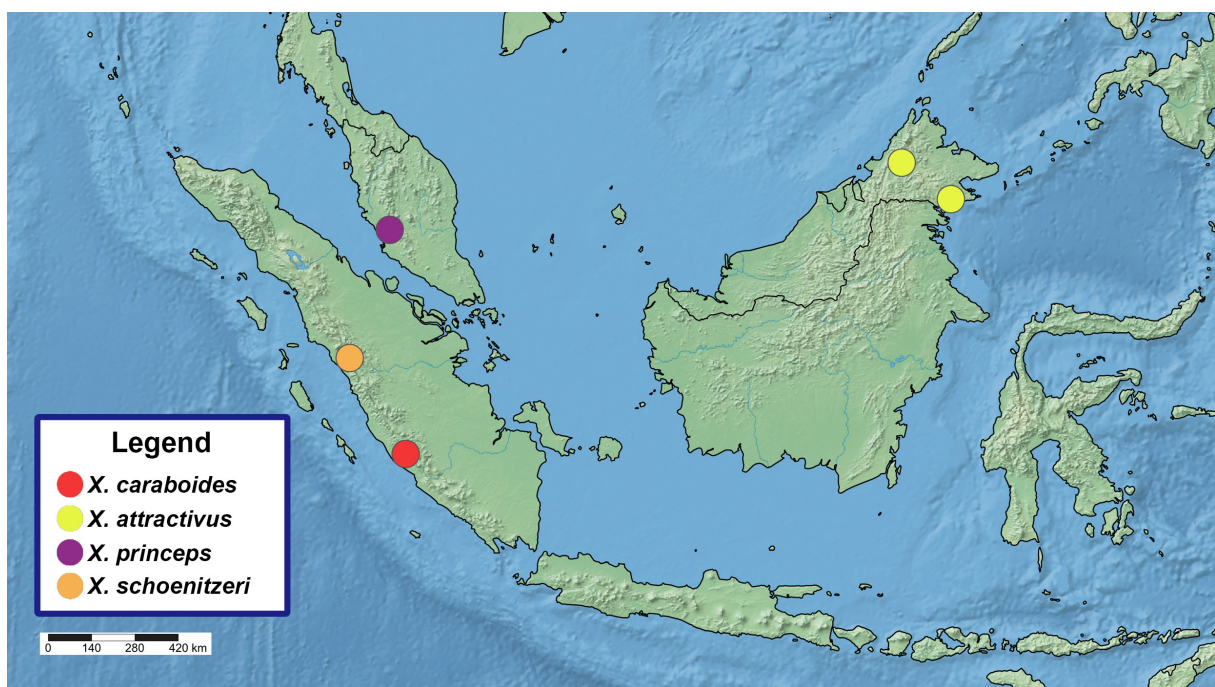 Legend
X. caraboides
X. attractivus
X. princeps
X. schoenitzeri
0 140 280 420 km